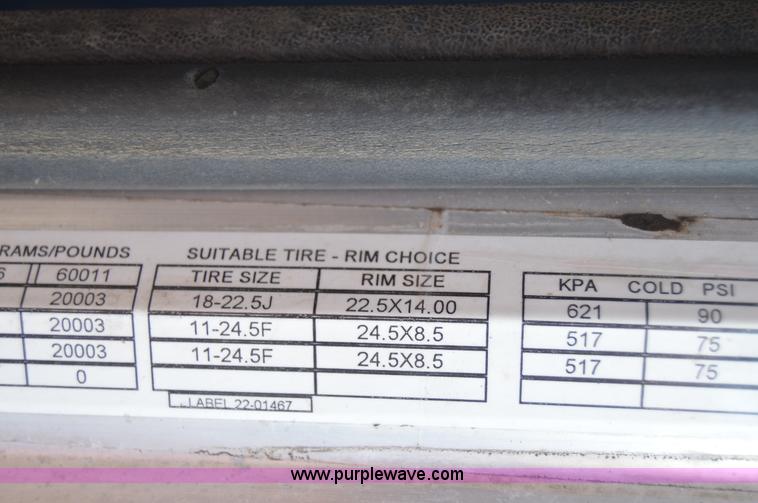 RAMS/POUNDS SUITABLE TIRE - RIM CHOICE
6 60011 TIRE SIZE RIM SIZE KPA COLD PSI
20003 18-22.5J 22.5X14.00 621 90
20003 11-24.5F 24.5X8.5 517 75
20003 11-24.5F 24.5X8.5 517 75
0
LABEL 22-01467
www.purplewave.com